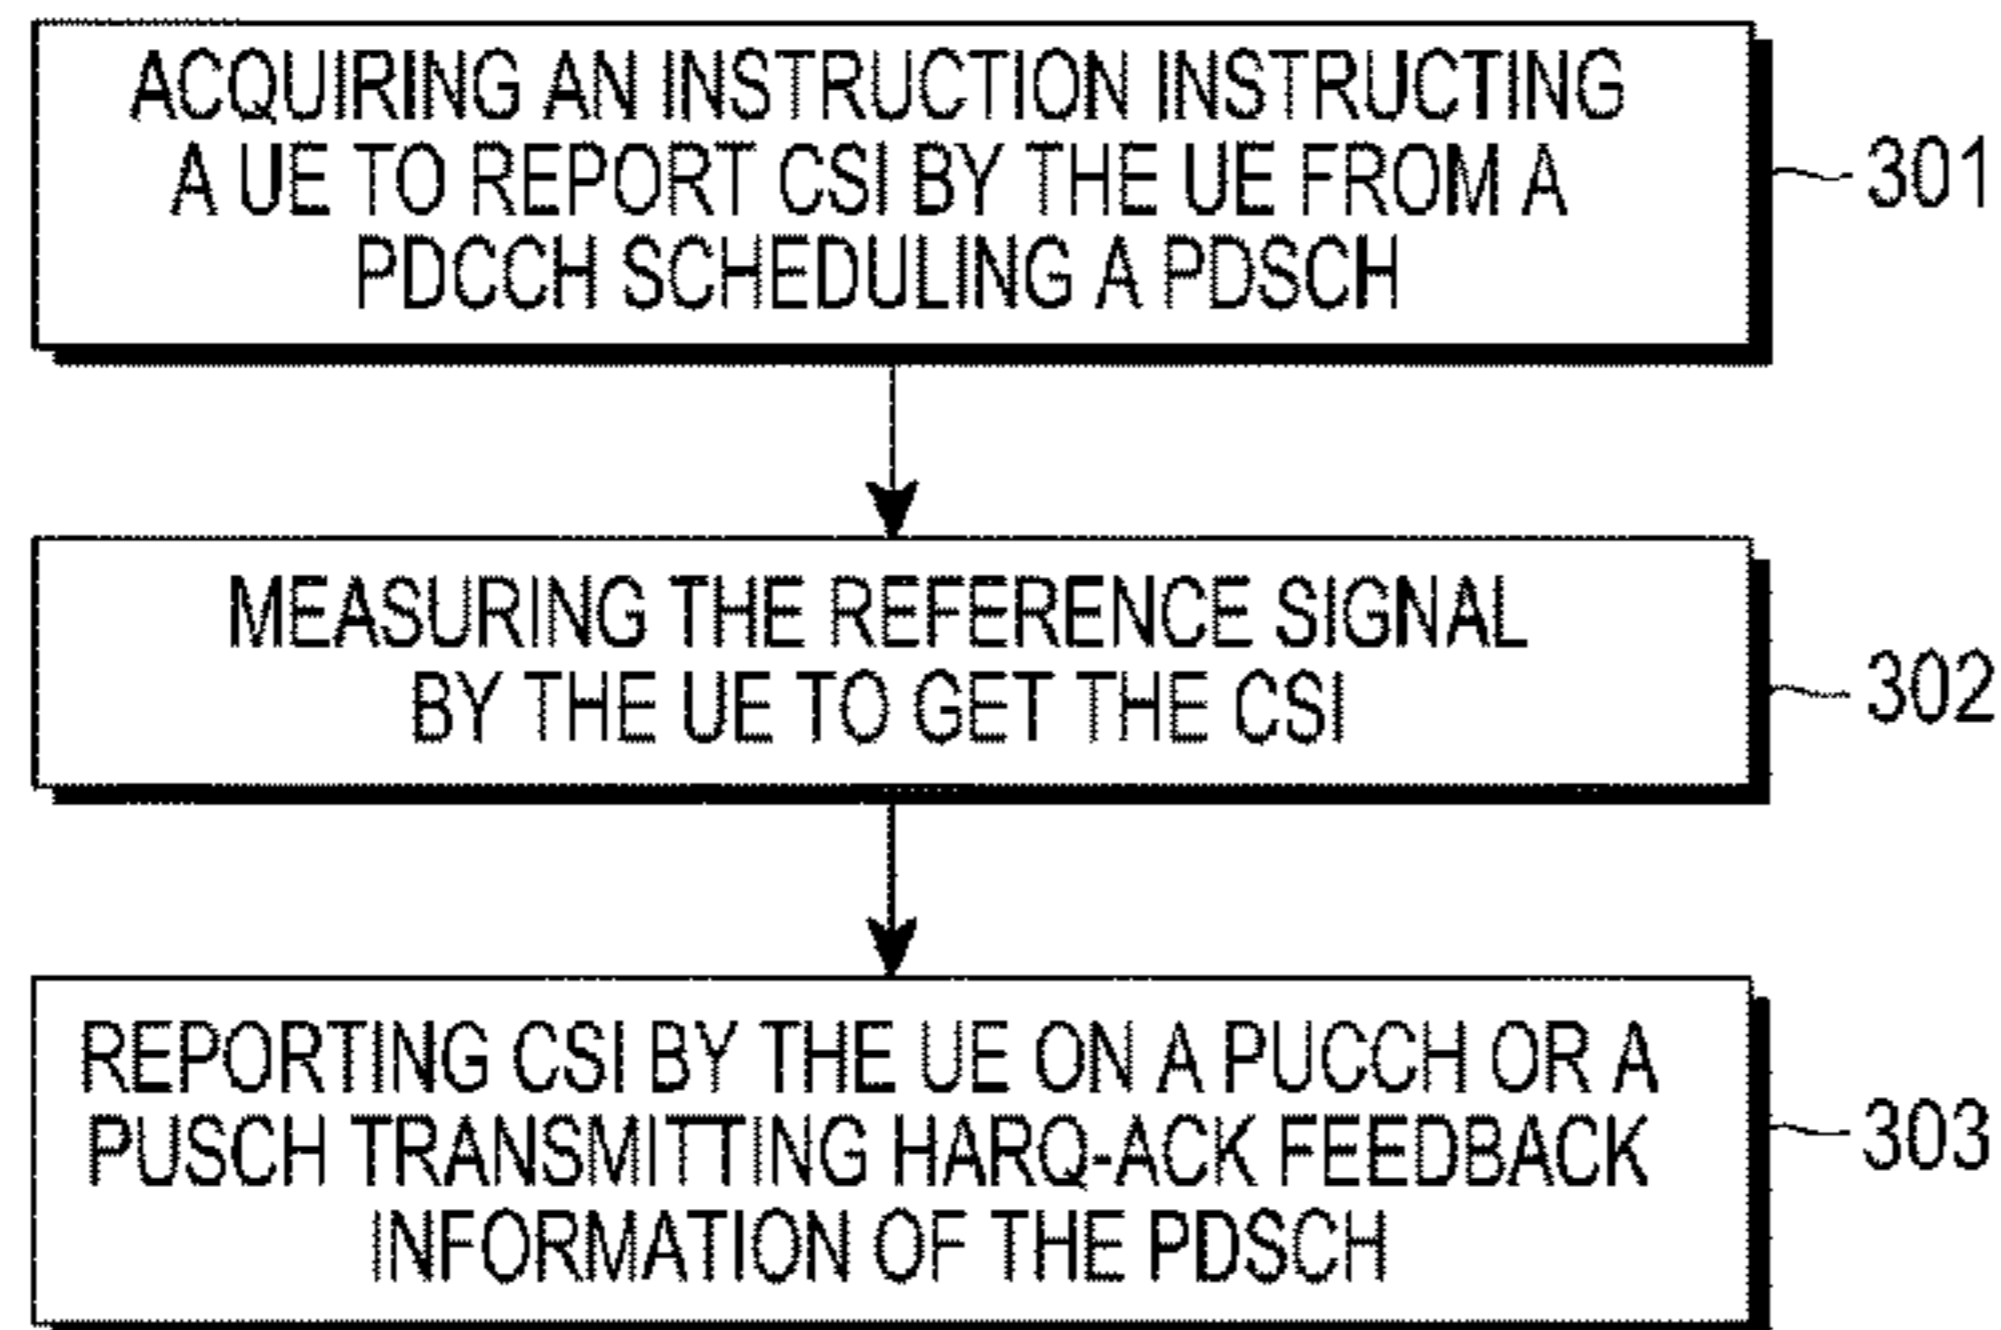 ACQUIRING AN INSTRUCTION INSTRUCTING
A UE TO REPORT CSI BY THE UE FROM A
PDCCH SCHEDULING A PDSCH
301
MEASURING THE REFERENCE SIGNAL
BY THE UE TO GET THE CSI
302
REPORTING CSI BY THE UE ON A PUCCH OR A
PUSCH TRANSMITTING HARQ-ACK FEEDBACK
INFORMATION OF THE PDSCH
303